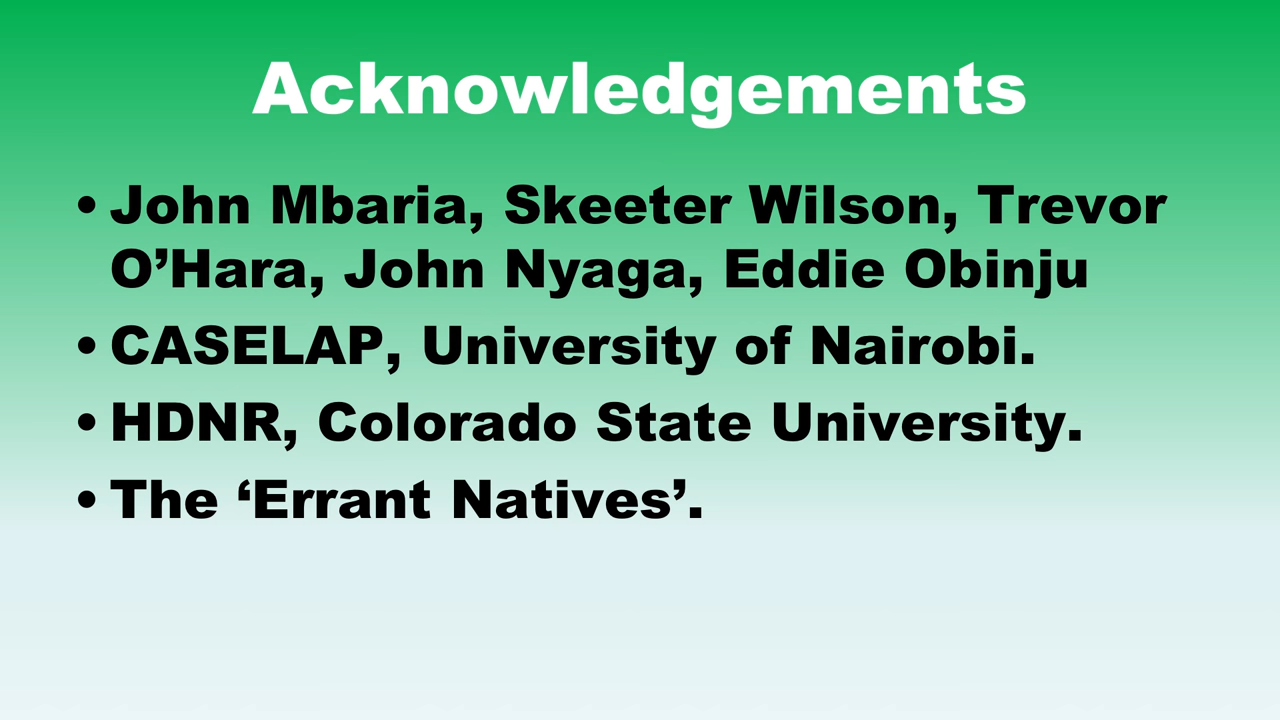 Acknowledgements
• John Mbaria, Skeeter Wilson, Trevor
O’Hara, John Nyaga, Eddie Obinju
• CASELAP, University of Nairobi.
• HDNR, Colorado State University.
• The ‘Errant Natives’.